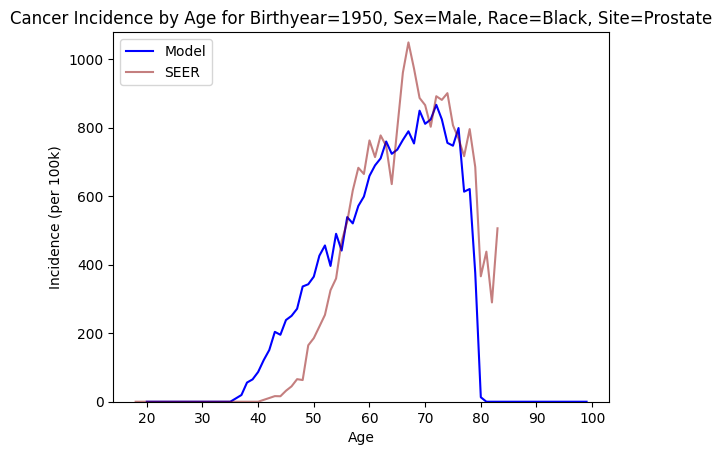 Cancer Incidence by Age for Birthyear=1950, Sex=Male, Race=Black, Site=Prostate
Model
SEER
Incidence (per 100k)
1000
800
600
400
200
0
20 30 40 50 60 70 80 90 100
Age